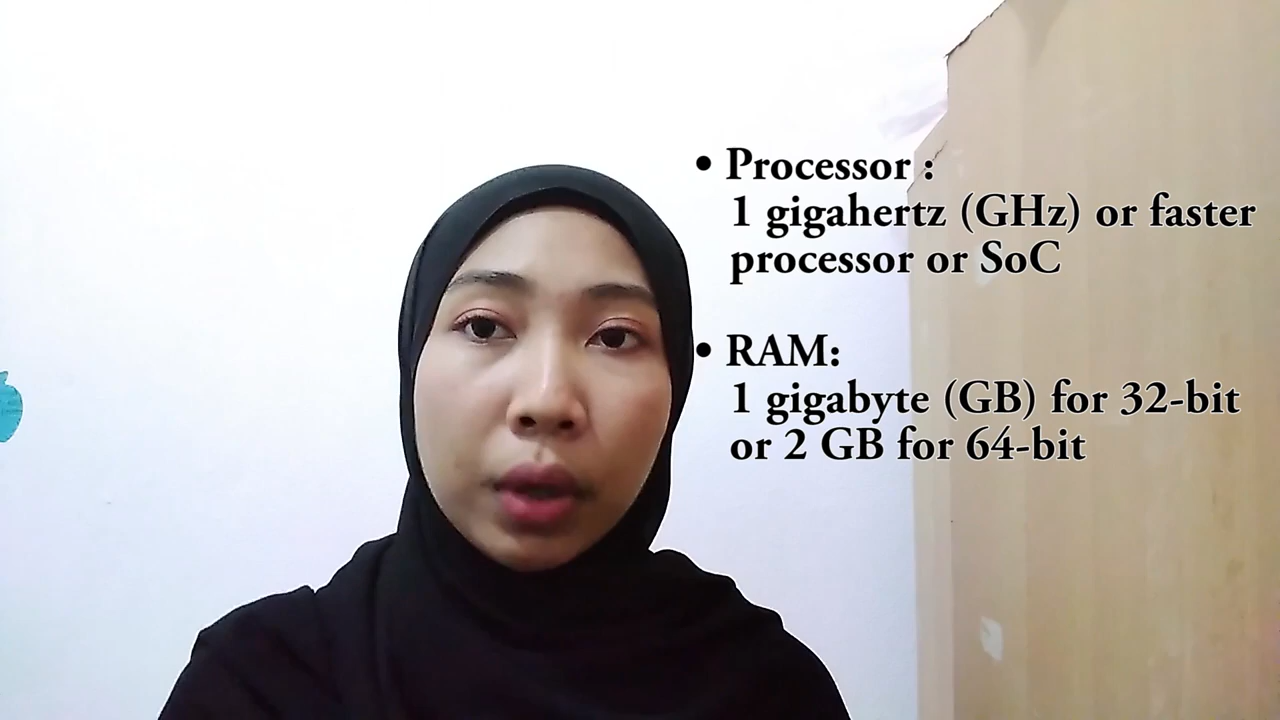 • Processor :
1 gigahertz (GHz) or faster
processor or SoC
• RAM:
1 gigabyte (GB) for 32-bit
or 2 GB for 64-bit